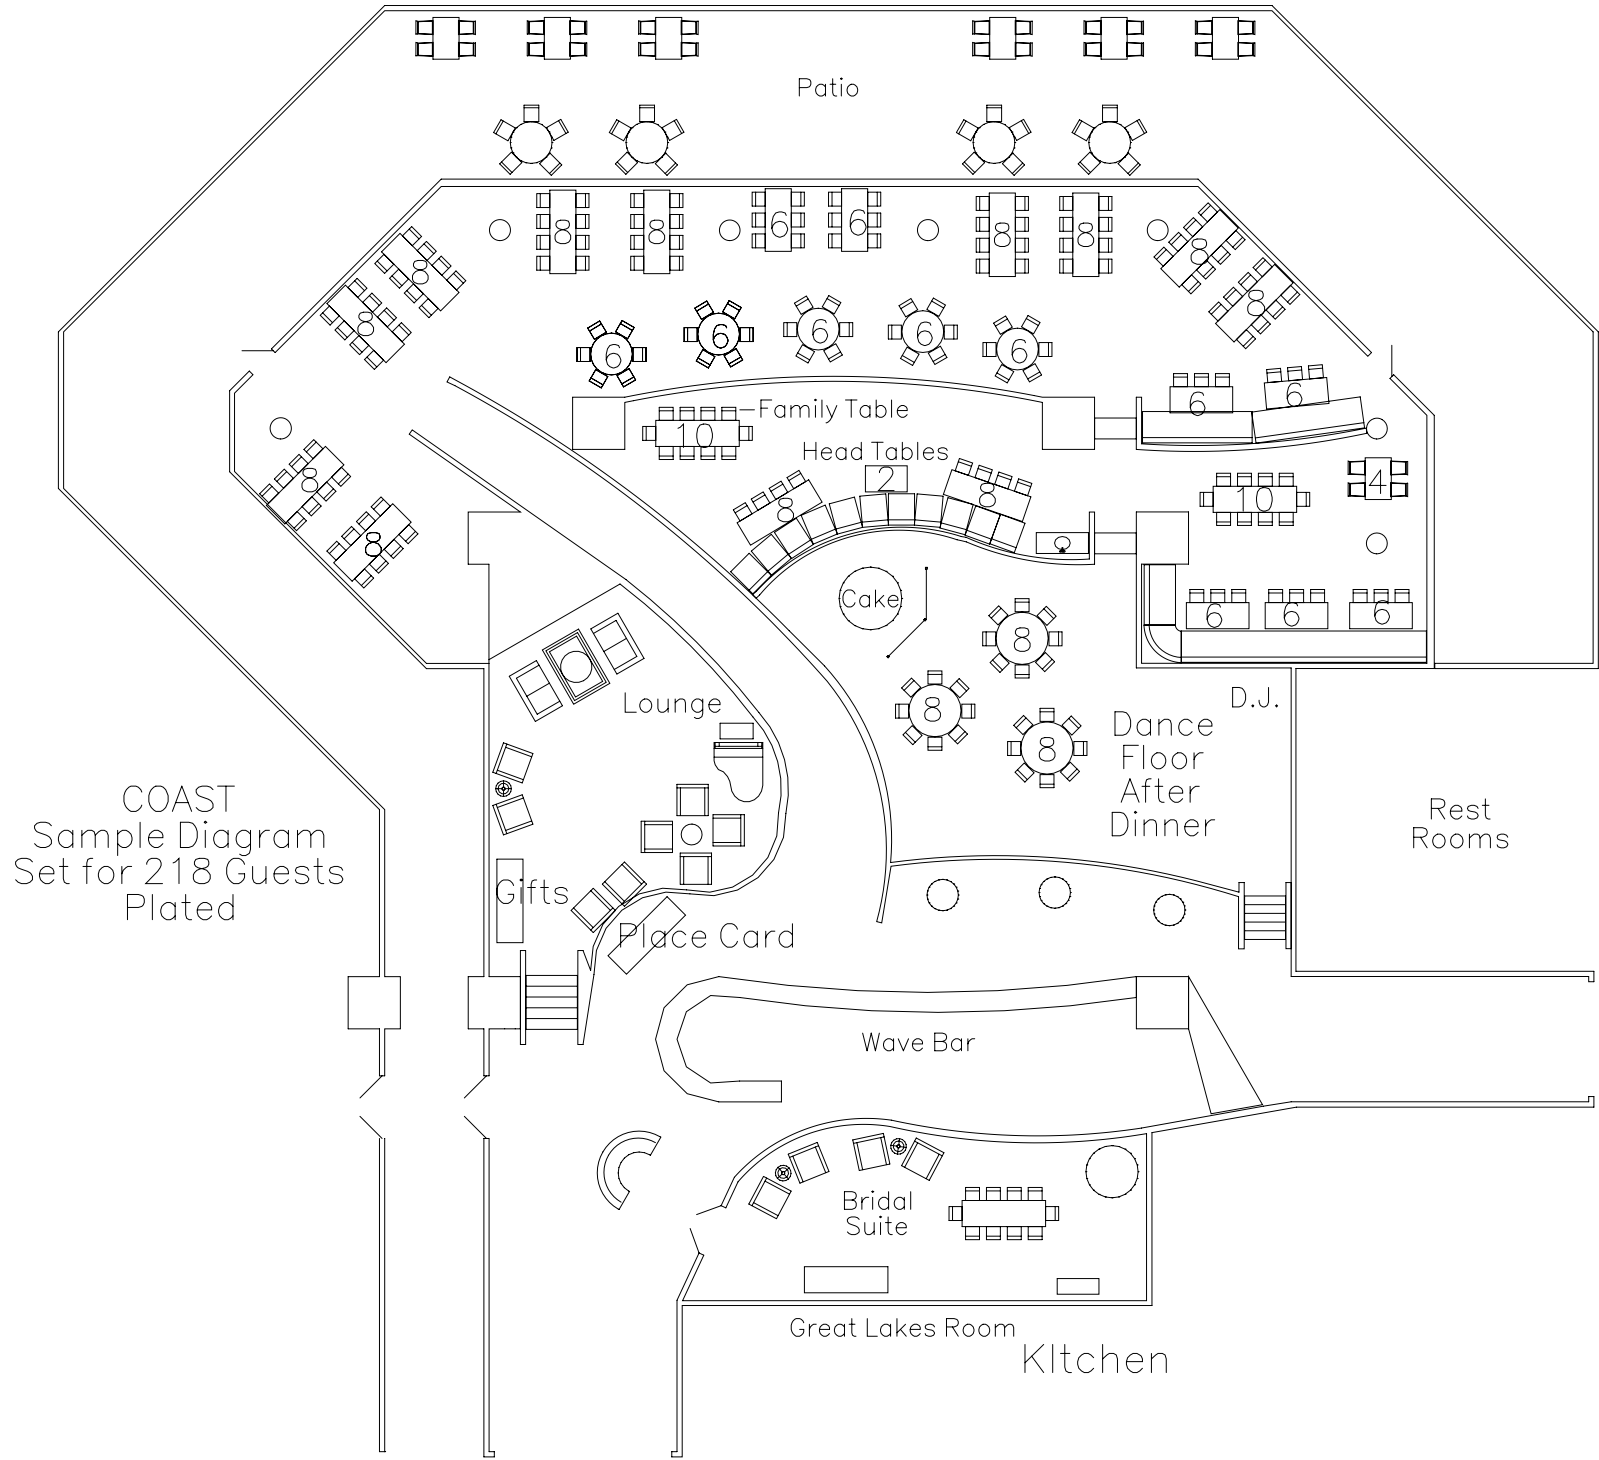 Patio
8
8
6
6
8
8
8
8
8
8
6
6
6
6
6
Family Table
10
6
6
Head Tables
2
8
8
4
10
8
8
Cake
6
6
6
8
8
8
Lounge
D.J.
Dance
Floor
After
Dinner
COAST
Sample Diagram
Set for 218 Guests
Plated
Rest
Rooms
Gifts
Place Card
Wave Bar
Bridal
Suite
Great Lakes Room
KItchen